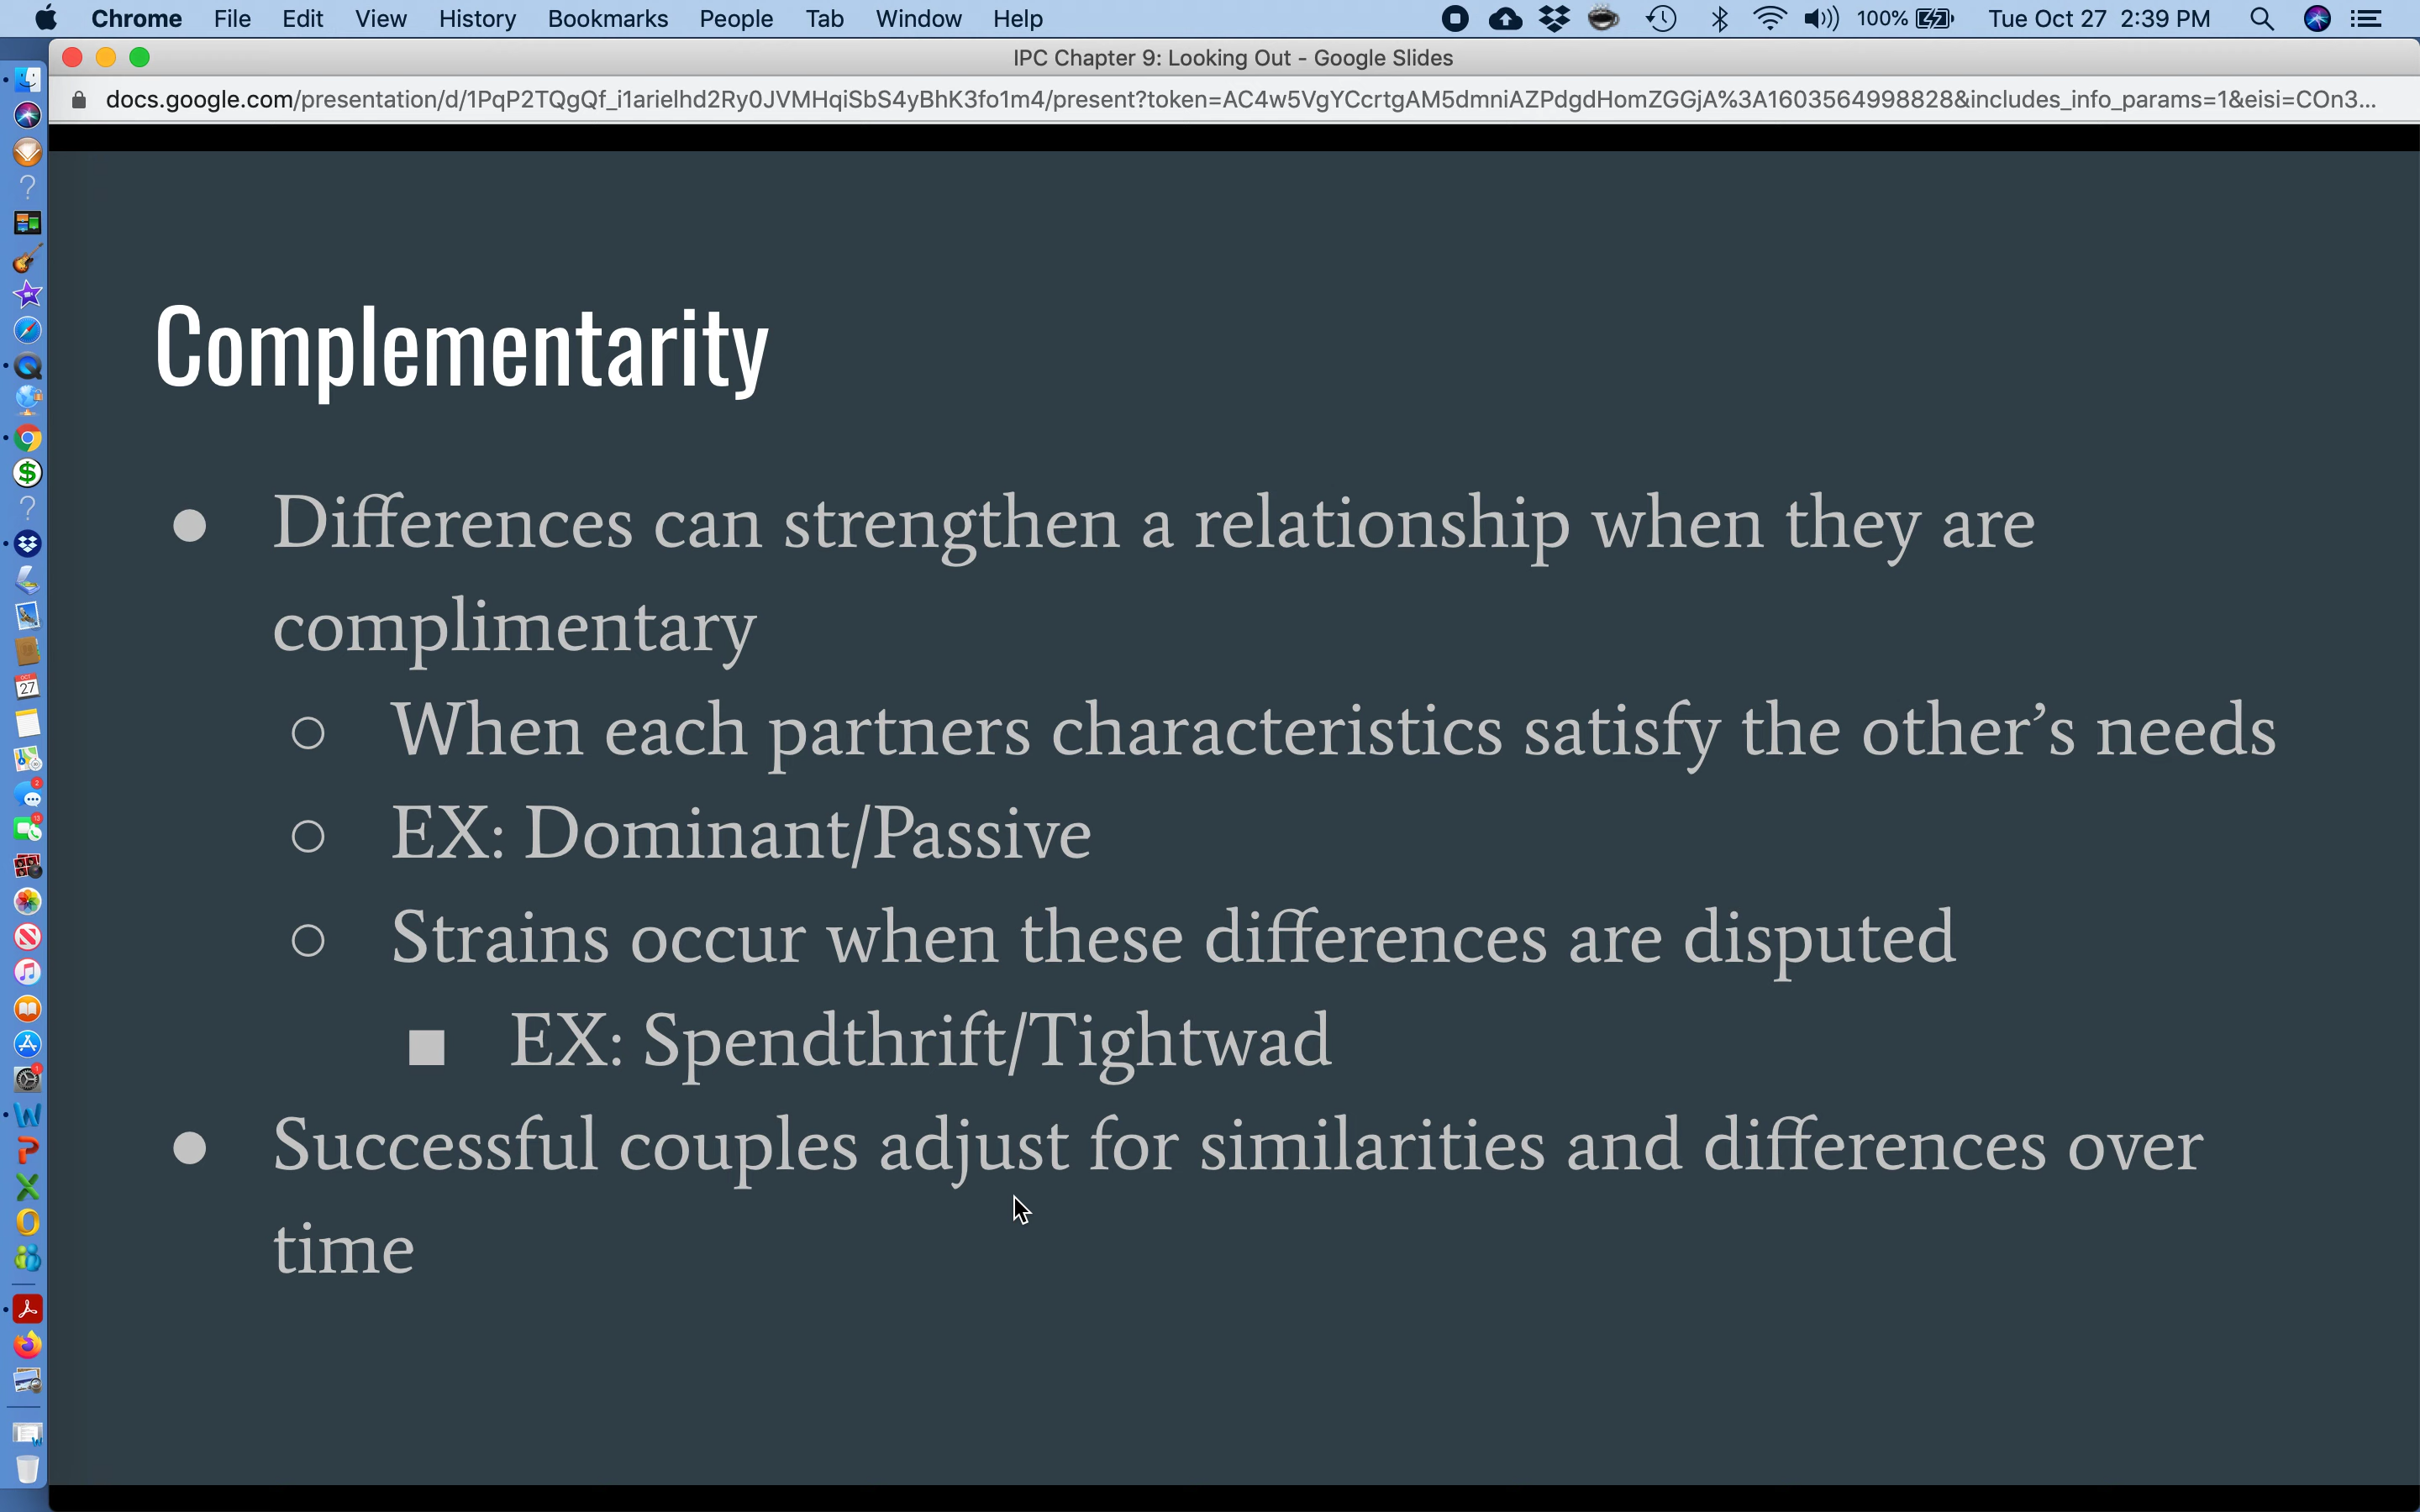 Chrome File Edit View History Bookmarks People Tab Window Help 100% Tue Oct 27 2:39 PM
IPC Chapter 9: Looking Out - Google Slides
docs.google.com/presentation/d/1PqP2TQgQf_i1arielhd2Ry0JVMHqiSbS4yBhK3fo1m4/present?token=AC4w5VgYCcrtgAM5dmniAZPdgdHomZGGjA%3A1603564998828&includes_info_params=1&eisi=COn3...
Complementarity
● Differences can strengthen a relationship when they are
complimentary
○ When each partners characteristics satisfy the other’s needs
○ EX: Dominant/Passive
○ Strains occur when these differences are disputed
■ EX: Spendthrift/Tightwad
● Successful couples adjust for similarities and differences over
time